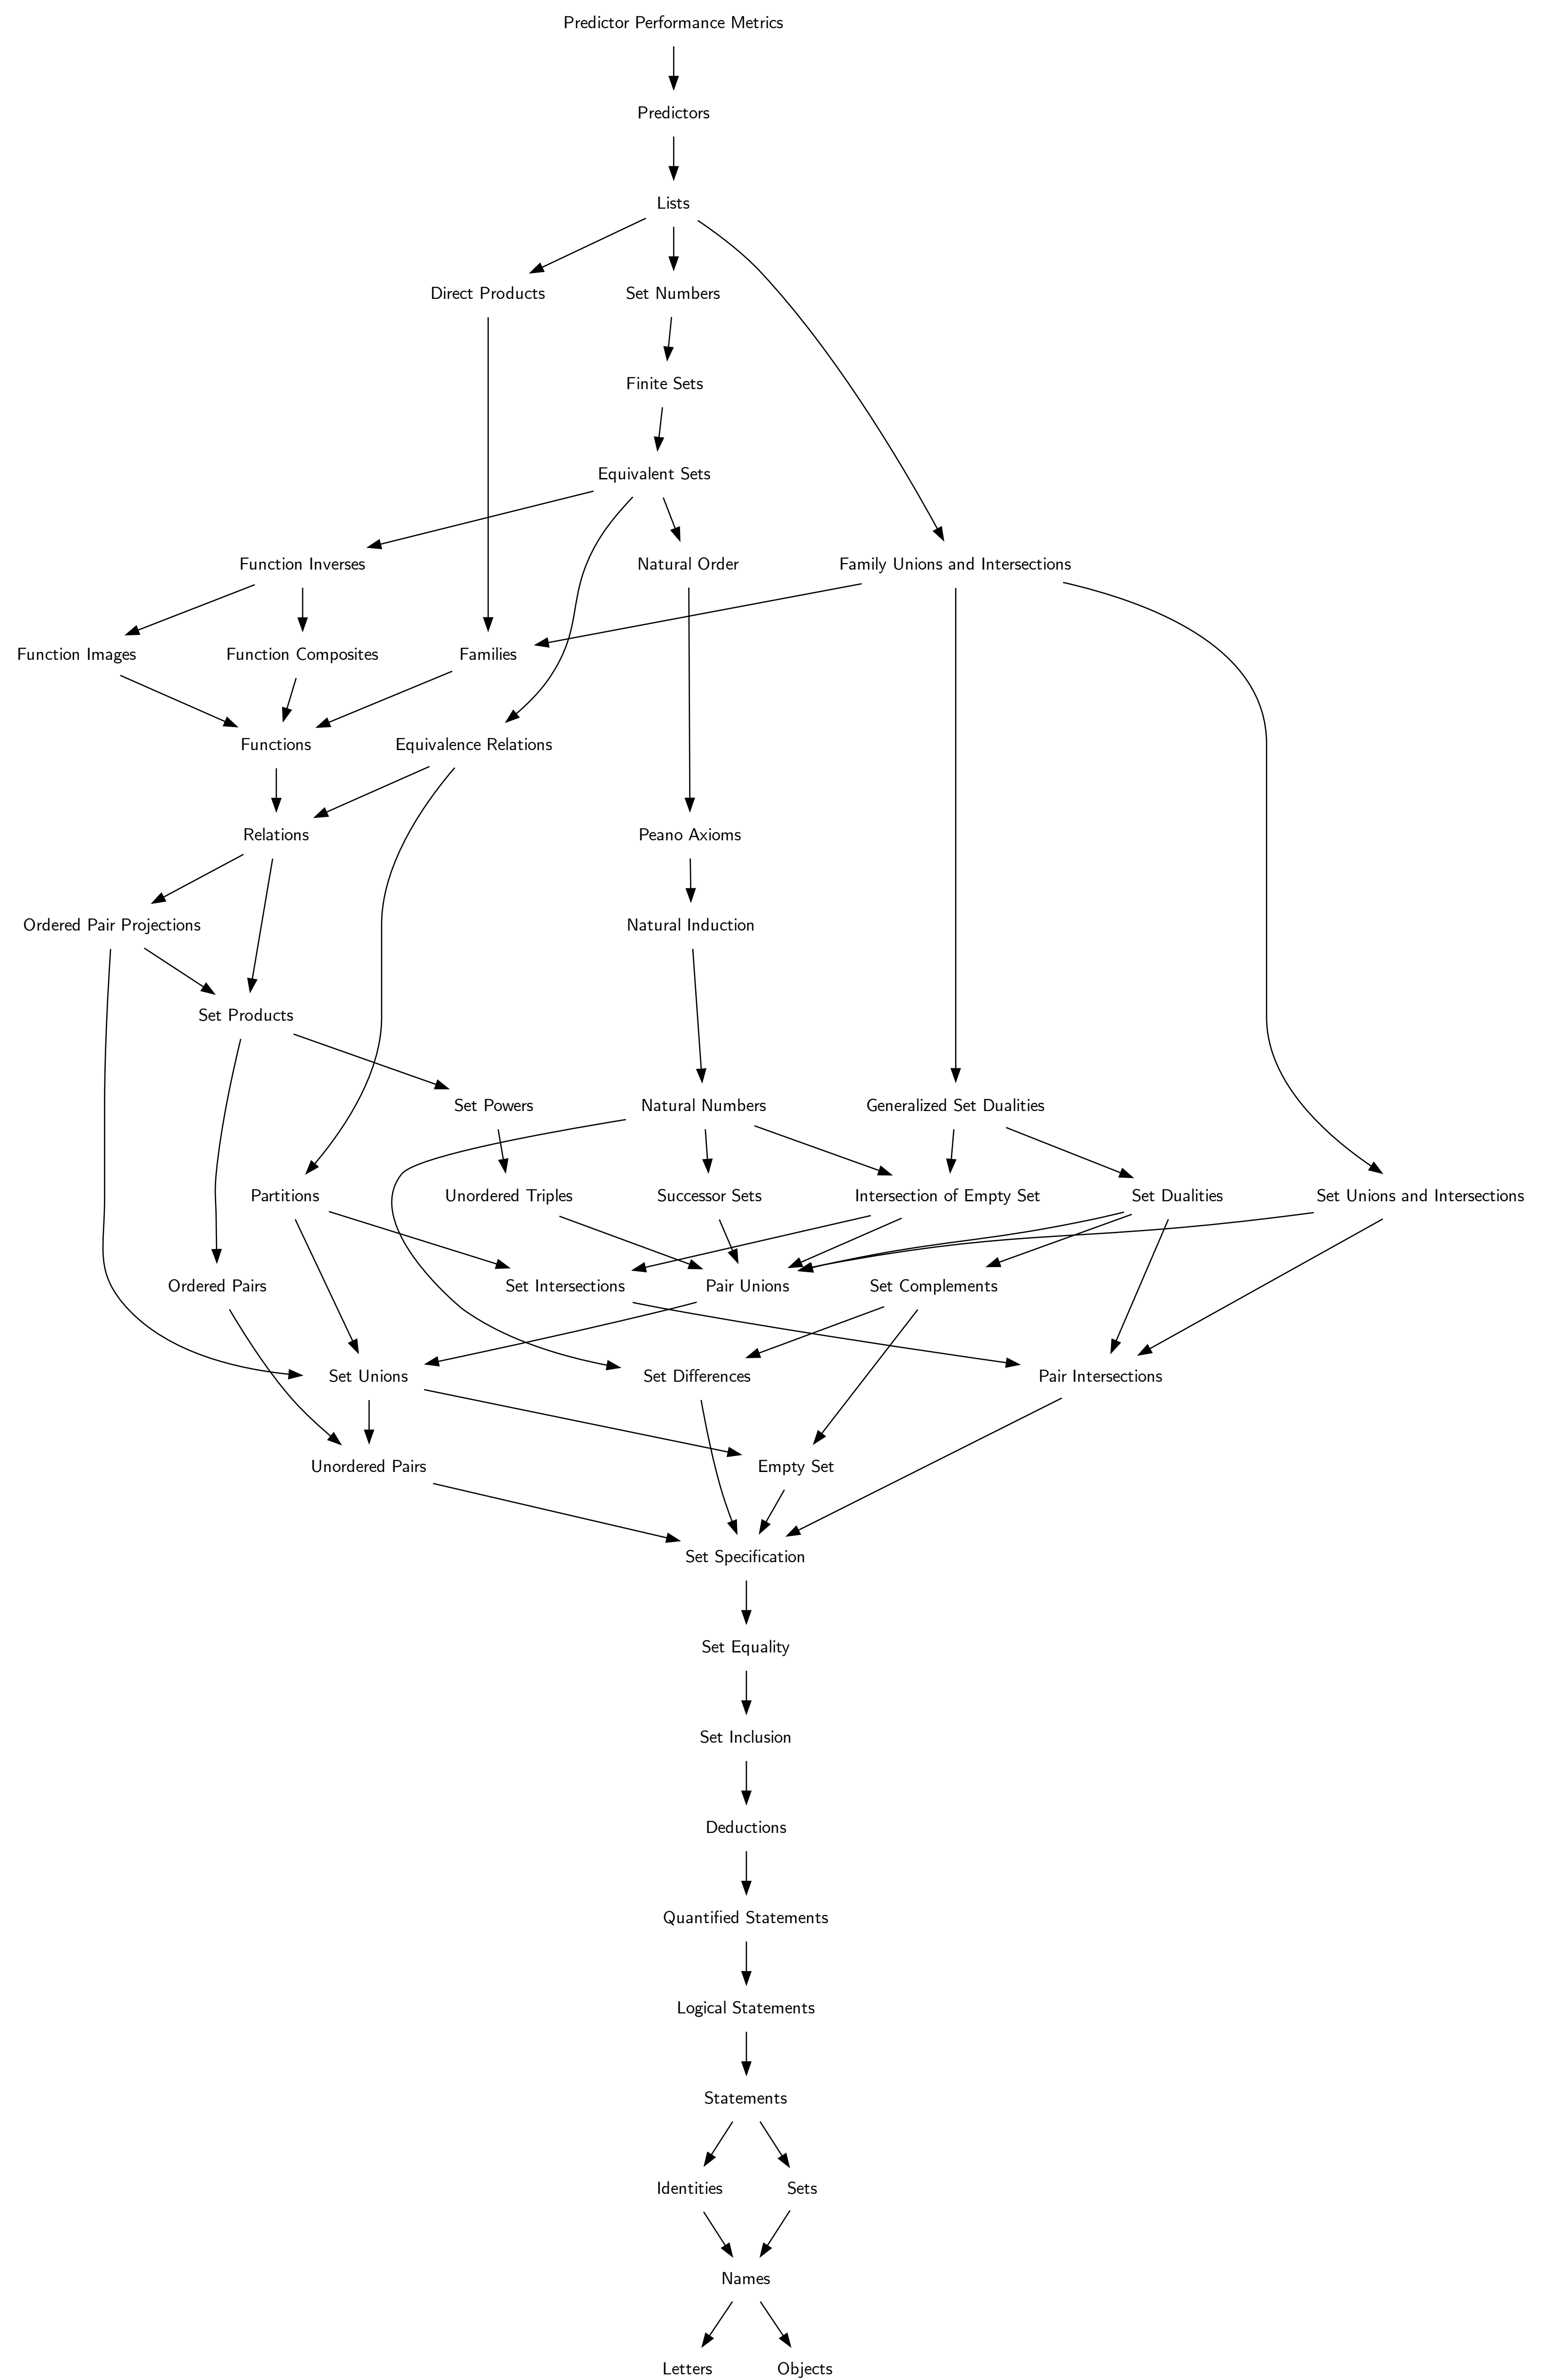 Predictor Performance Metrics
Predictors
Lists
Direct Products
Set Numbers
Finite Sets
Equivalent Sets
Function Inverses
Natural Order
Family Unions and Intersections
Function Images
Function Composites
Families
Functions
Equivalence Relations
Relations
Peano Axioms
Ordered Pair Projections
Natural Induction
Set Products
Set Powers
Natural Numbers
Generalized Set Dualities
Partitions
Unordered Triples
Successor Sets
Intersection of Empty Set
Set Dualities
Set Unions and Intersections
Ordered Pairs
Set Intersections
Pair Unions
Set Complements
Set Unions
Set Differences
Pair Intersections
Unordered Pairs
Empty Set
Set Specification
Set Equality
Set Inclusion
Deductions
Quantified Statements
Logical Statements
Statements
Identities
Sets
Names
Letters
Objects